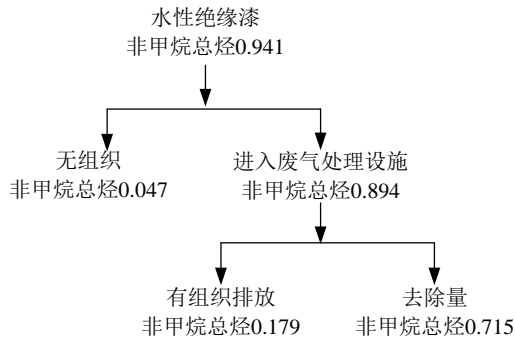 水性绝缘漆
非甲烷总烃0.941
无组织
非甲烷总烃0.047
进入废气处理设施
非甲烷总烃0.894
有组织排放
非甲烷总烃0.179
去除量
非甲烷总烃0.715